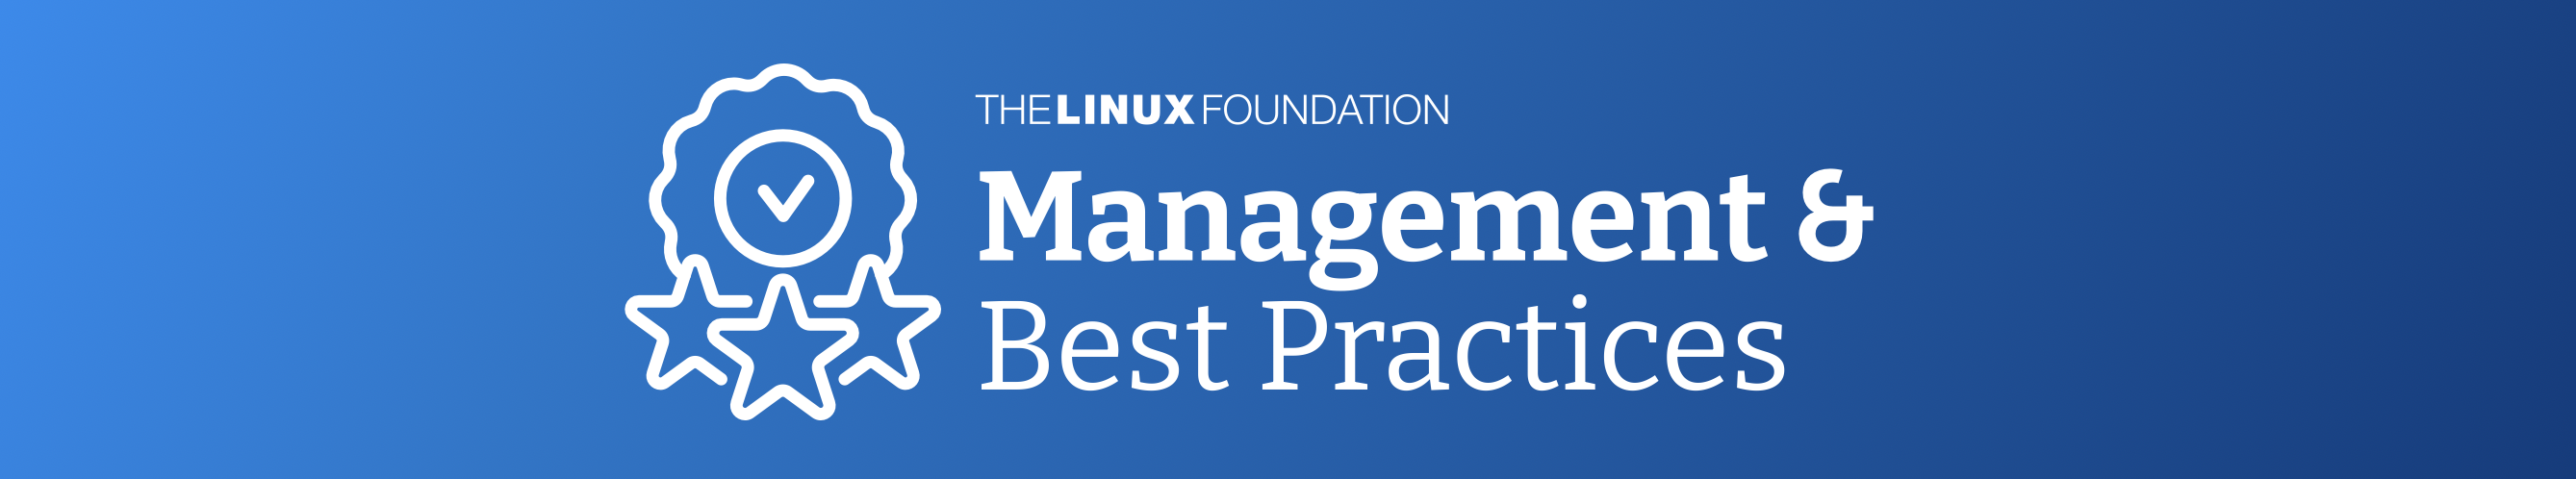 THE LINUX FOUNDATION
Management &
Best Practices